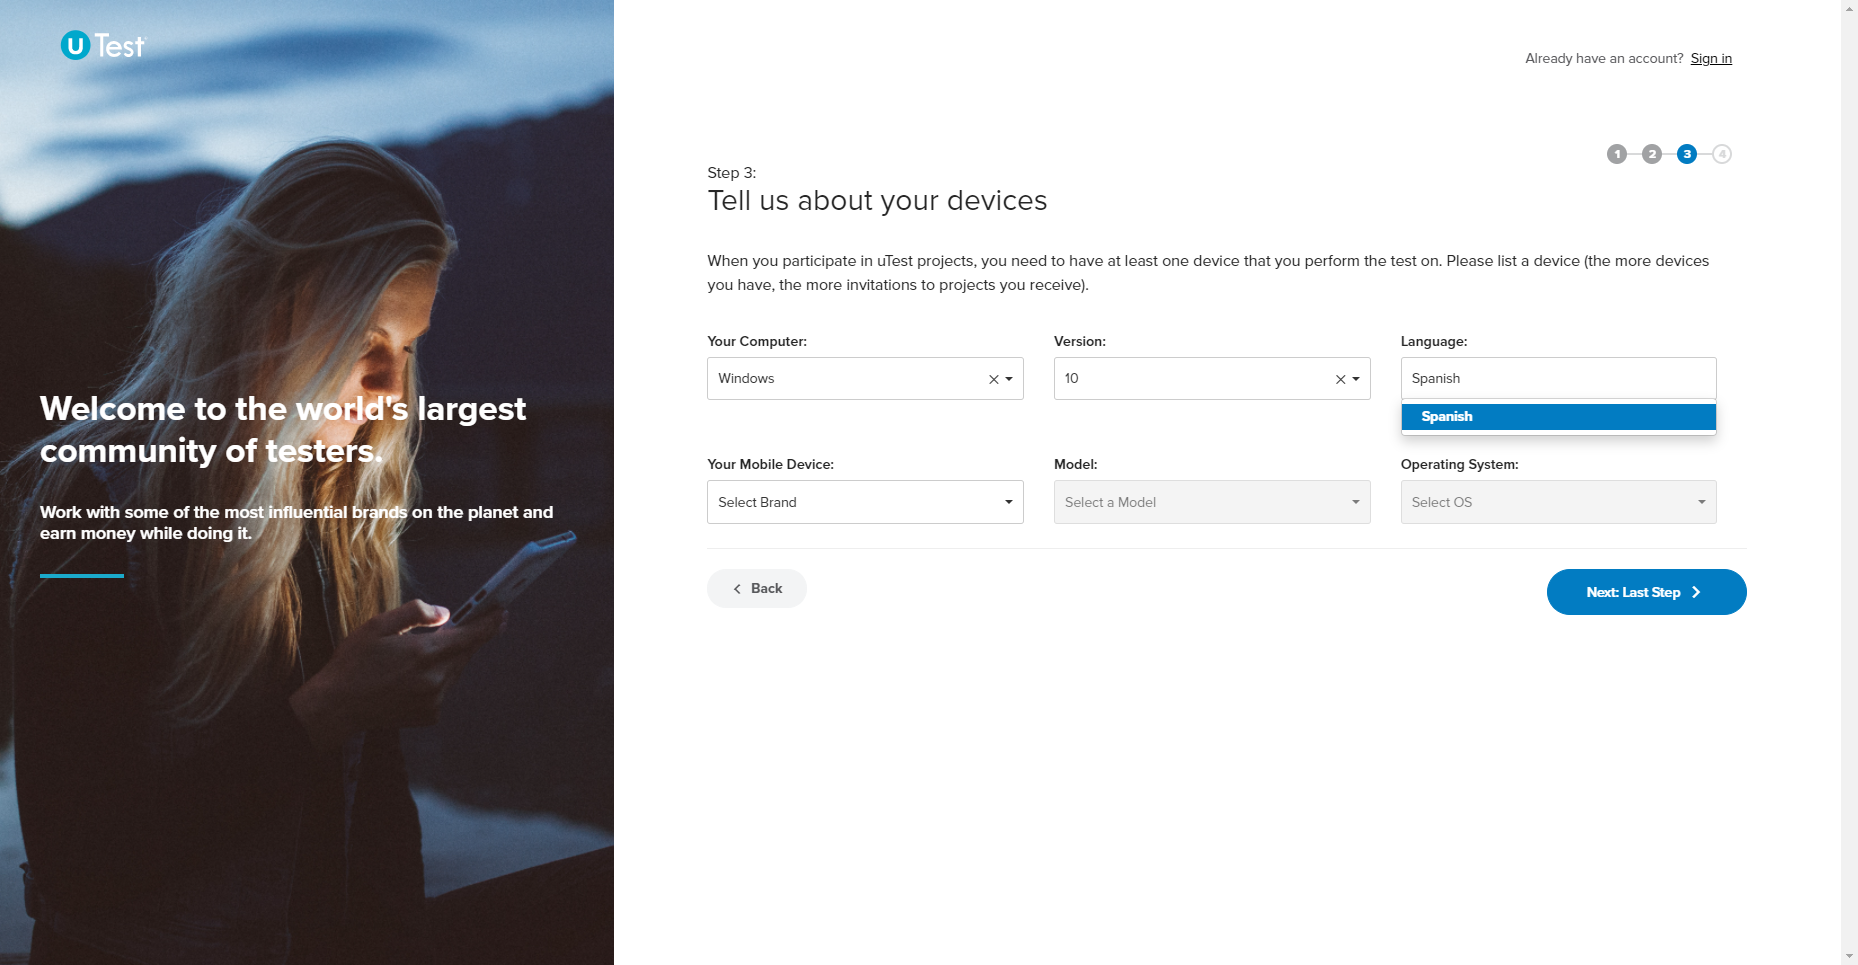 uTest
Already have an account? Sign in
1 2 3 4
Step 3:
Tell us about your devices
When you participate in uTest projects, you need to have at least one device that you perform the test on. Please list a device (the more devices
you have, the more invitations to projects you receive).
Your Computer: Version: Language:
Windows 10 Spanish
Spanish
Your Mobile Device: Model: Operating System:
Select Brand Select a Model Select OS
Back Next: Last Step
Welcome to the world's largest
community of testers.
Work with some of the most influential brands on the planet and
earn money while doing it.